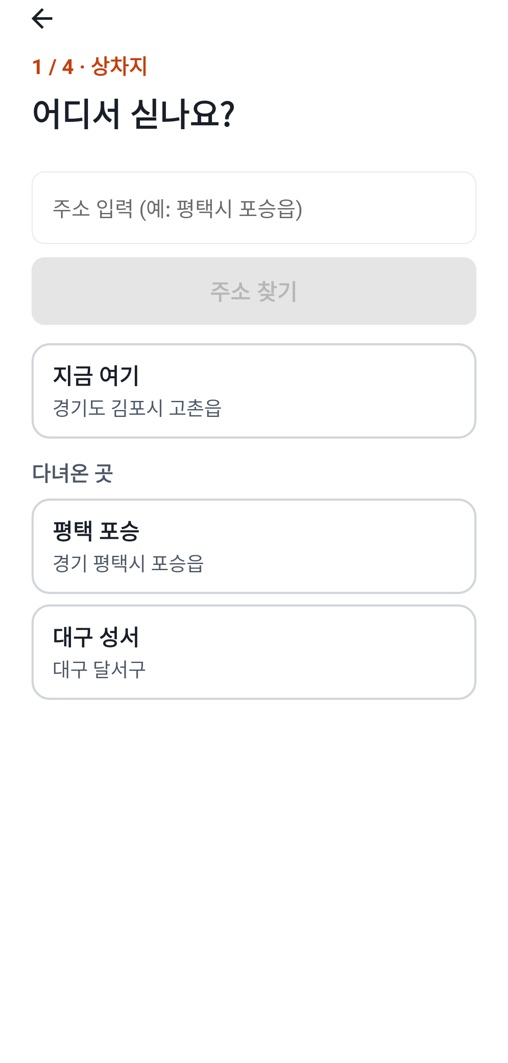 1 / 4 · 상차지
어디서 싣나요?
주소 입력 (예: 평택시 포승읍)
주소 찾기
지금 여기
경기도 김포시 고촌읍
다녀온 곳
평택 포승
경기 평택시 포승읍
대구 성서
대구 달서구